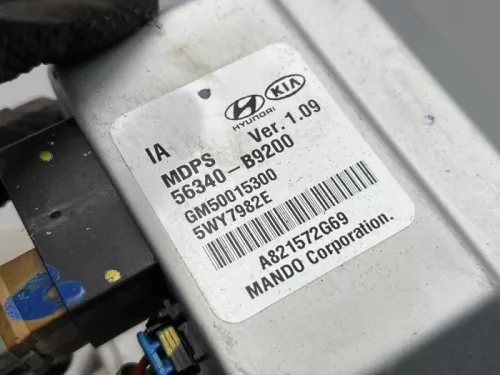 HYUNDAI KIA
IA
MDPS Ver. 1.09
56340-B9200
GM50015300
5WY7982E
A821572G69
MANDO Corporation.